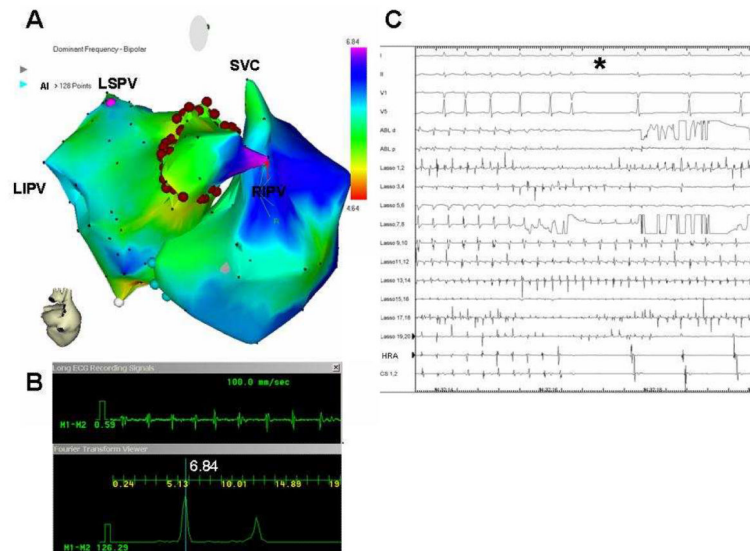 A
Dominant Frequency - Bipolar
AI > 128 Points
LSPV
SVC
6.84
LIPV
RIPV
4.64
B
Long ECG Recording Signals
100.0 mm/sec
M1-M2 0.59
Fourier Transform Viewer
6.84
0.24 5.13 10.01 14.89 19
M1-M2 126.29
C
*
I
II
V1
V5
ABL d
ABL p
Lasso 1,2
Lasso 3,4
Lasso 5,6
Lasso 7,8
Lasso 9,10
Lasso 11,12
Lasso 13,14
Lasso 15,16
Lasso 17,18
Lasso 19,20
HRA
CS 1,2